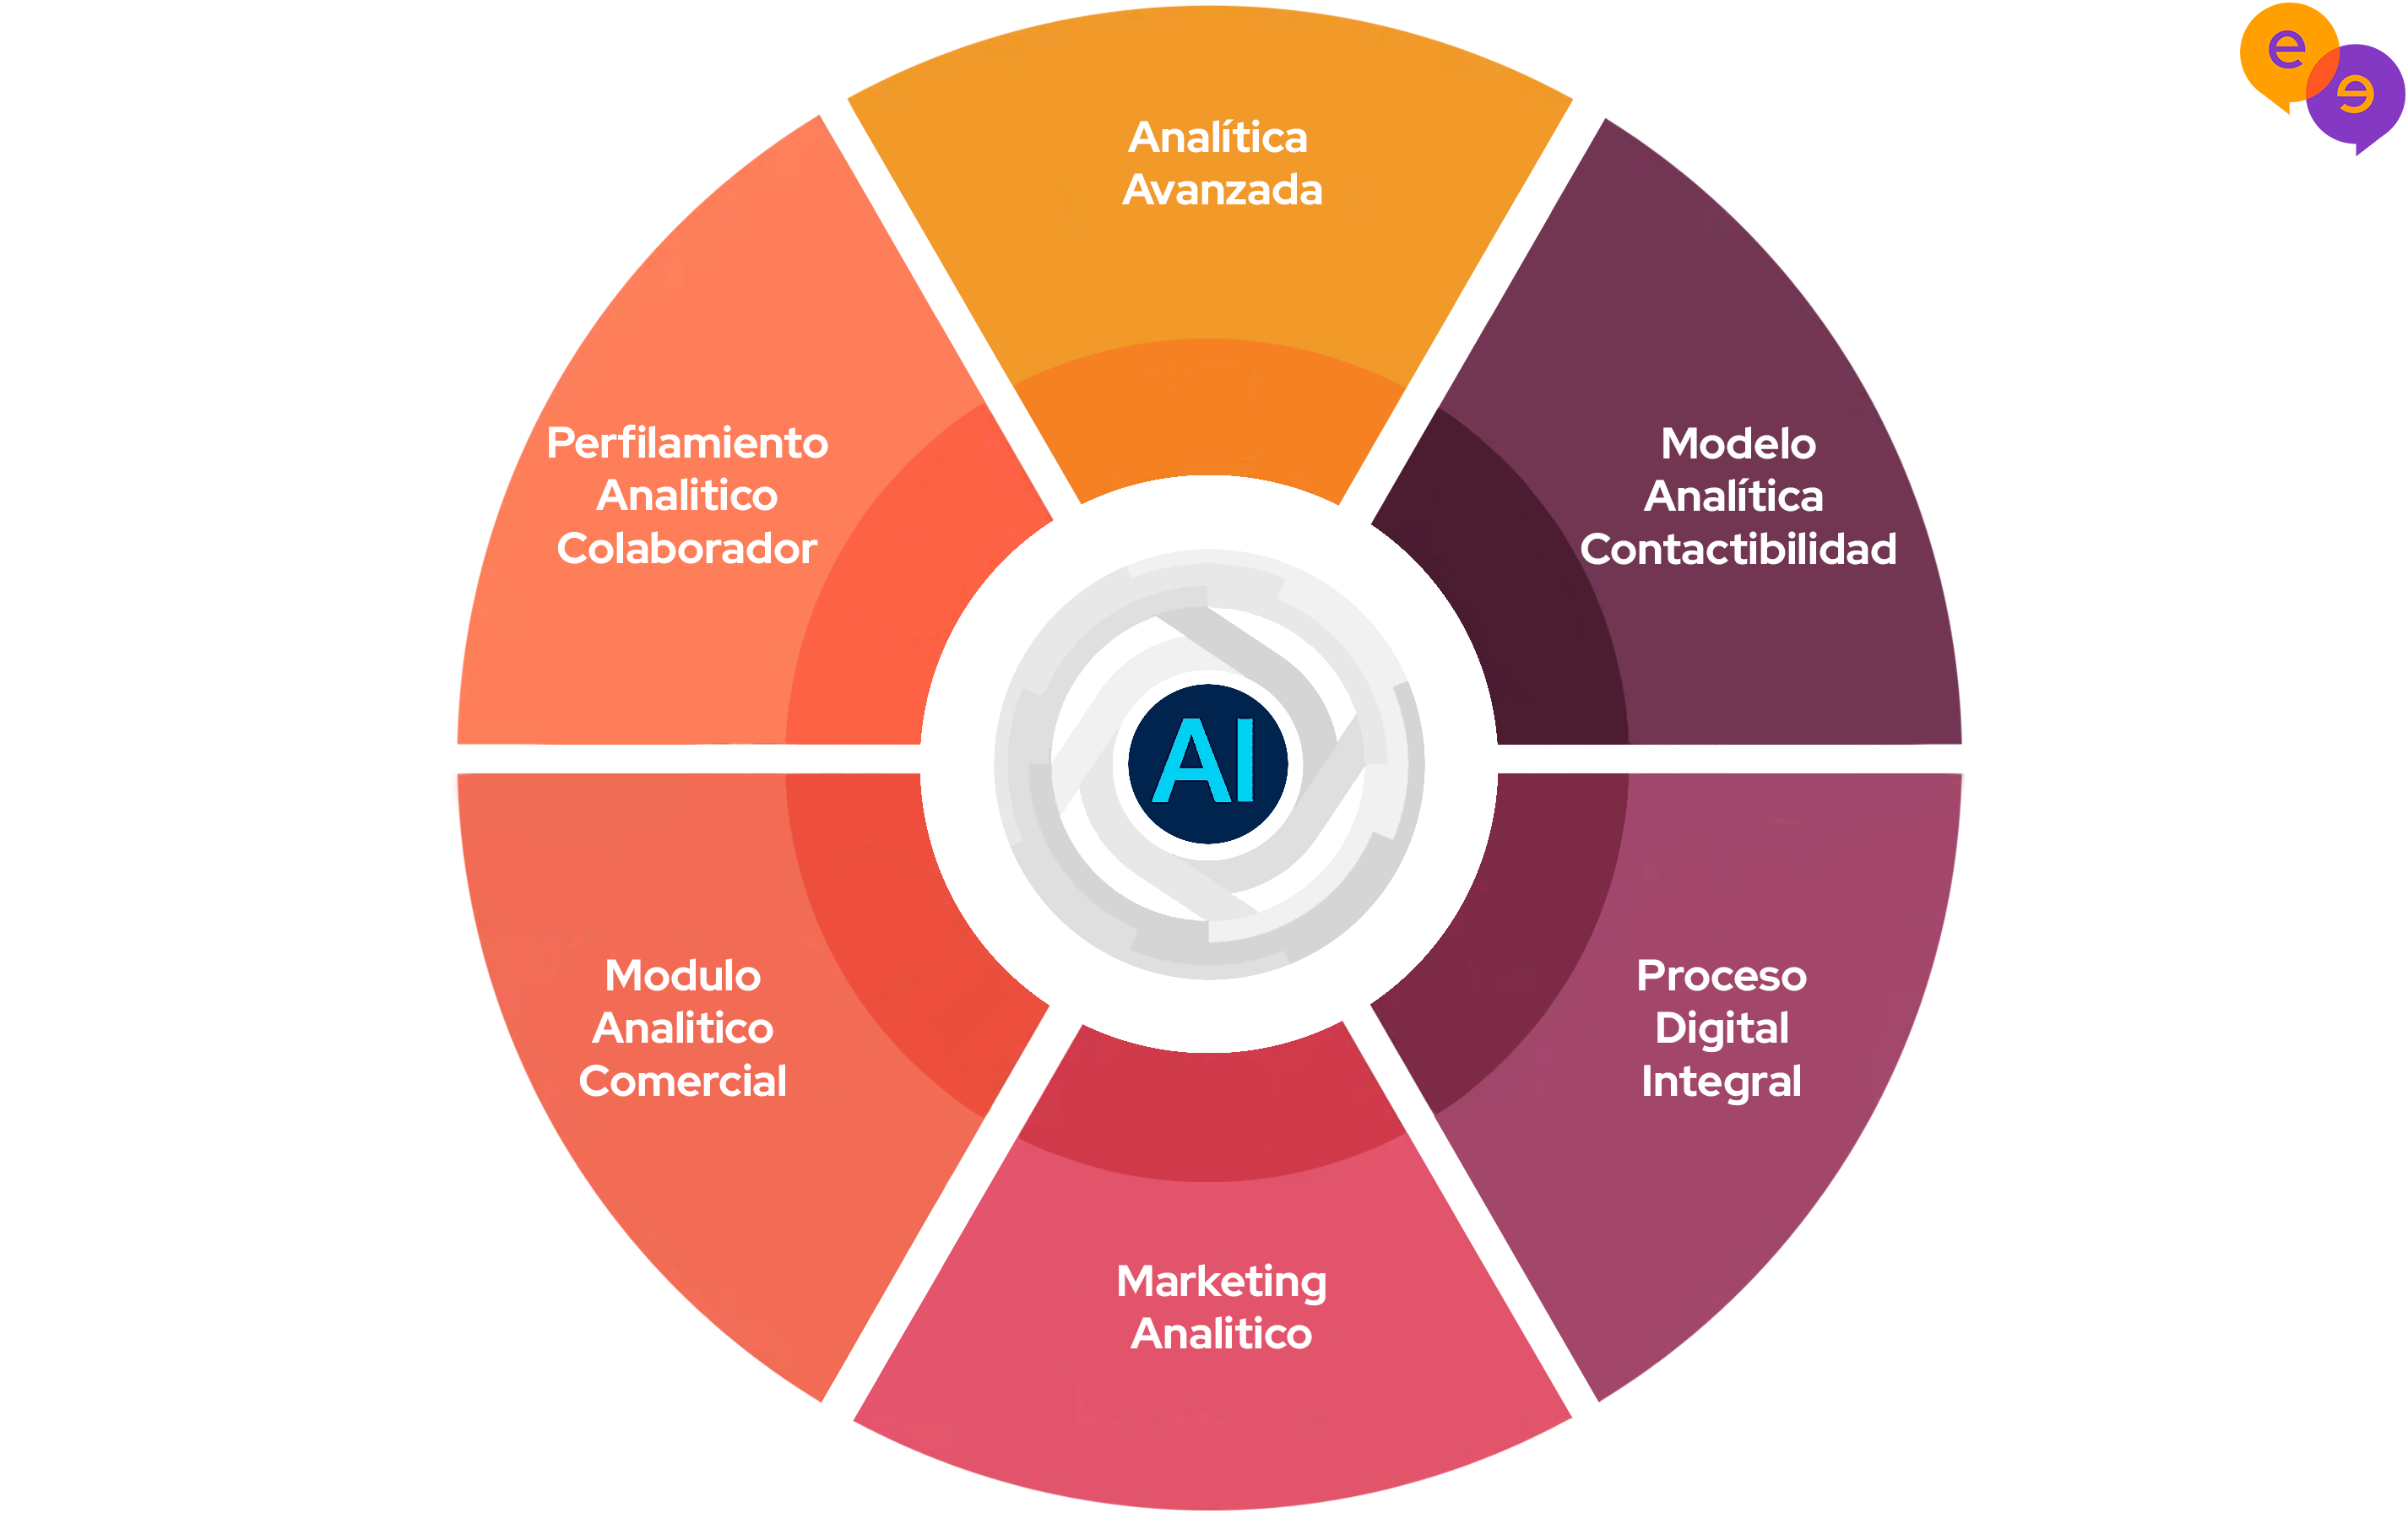 Analítica
Avanzada
Modelo
Analítica
Contactibilidad
Proceso
Digital
Integral
Marketing
Analitico
Modulo
Analitico
Comercial
Perfilamiento
Analitico
Colaborador
AI
e
e